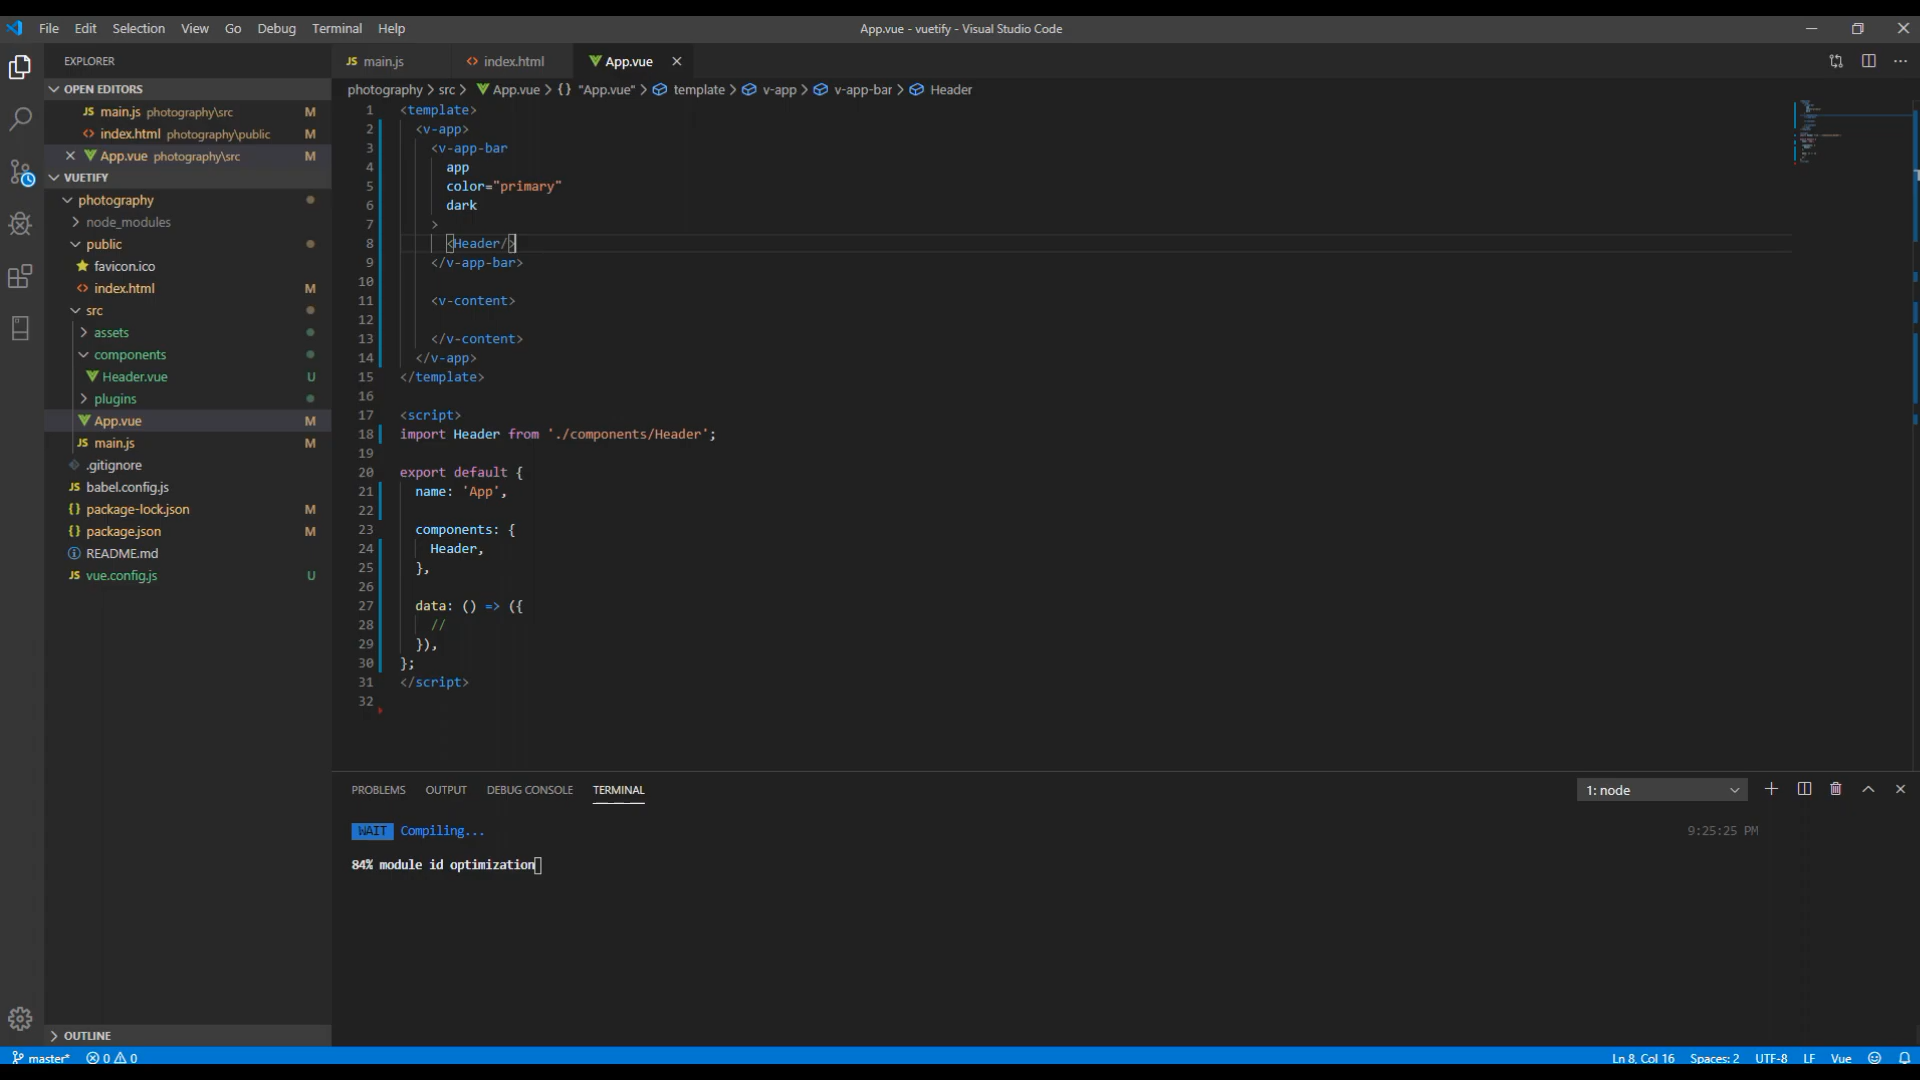 File Edit Selection View Go Debug Terminal Help
App.vue - vuetify - Visual Studio Code
EXPLORER
OPEN EDITORS
main.js photography\src M
index.html photography\public M
App.vue photography\src M
VUETIFY
photography
node_modules
public
favicon.ico
index.html M
src
assets
components
Header.vue U
plugins
App.vue M
main.js M
.gitignore
babel.config.js
package-lock.json M
package.json M
README.md
vue.config.js U
OUTLINE
main.js index.html App.vue
photography > src > App.vue > {} "App.vue" > template > v-app > v-app-bar > Header
1 <template>
2 <v-app>
3 <v-app-bar
4 app
5 color="primary"
6 dark
7 >
8 <Header/>
9 </v-app-bar>
10
11 <v-content>
12
13 </v-content>
14 </v-app>
15 </template>
16
17 <script>
18 import Header from './components/Header';
19
20 export default {
21 name: 'App',
22
23 components: {
24 Header,
25 },
26
27 data: () => ({
28 //
29 }),
30 };
31 </script>
32
PROBLEMS OUTPUT DEBUG CONSOLE TERMINAL
1: node
WAIT Compiling... 9:25:25 PM
84% module id optimization
master* 0 0
Ln 8, Col 16 Spaces: 2 UTF-8 LF Vue